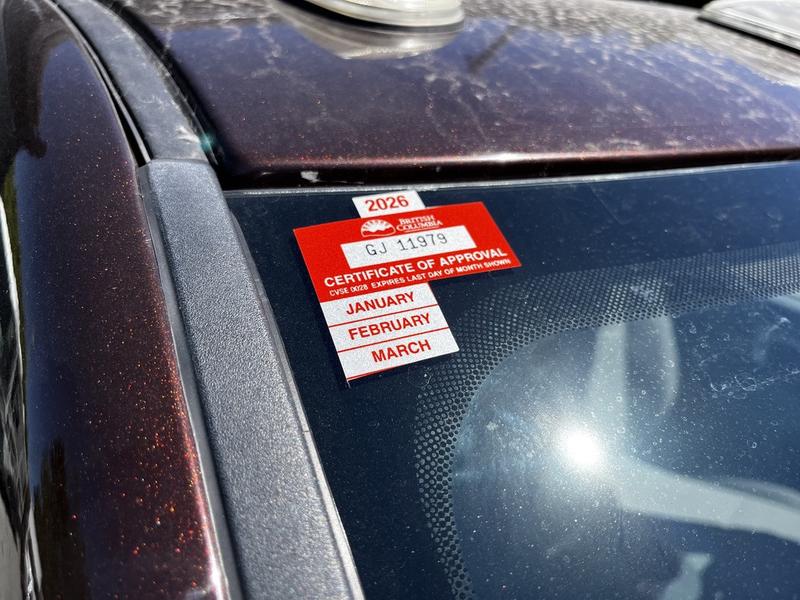 2026
BRITISH
COLUMBIA
GJ 11979
CERTIFICATE OF APPROVAL
CVSE 0028 EXPIRES LAST DAY OF MONTH SHOWN
JANUARY
FEBRUARY
MARCH